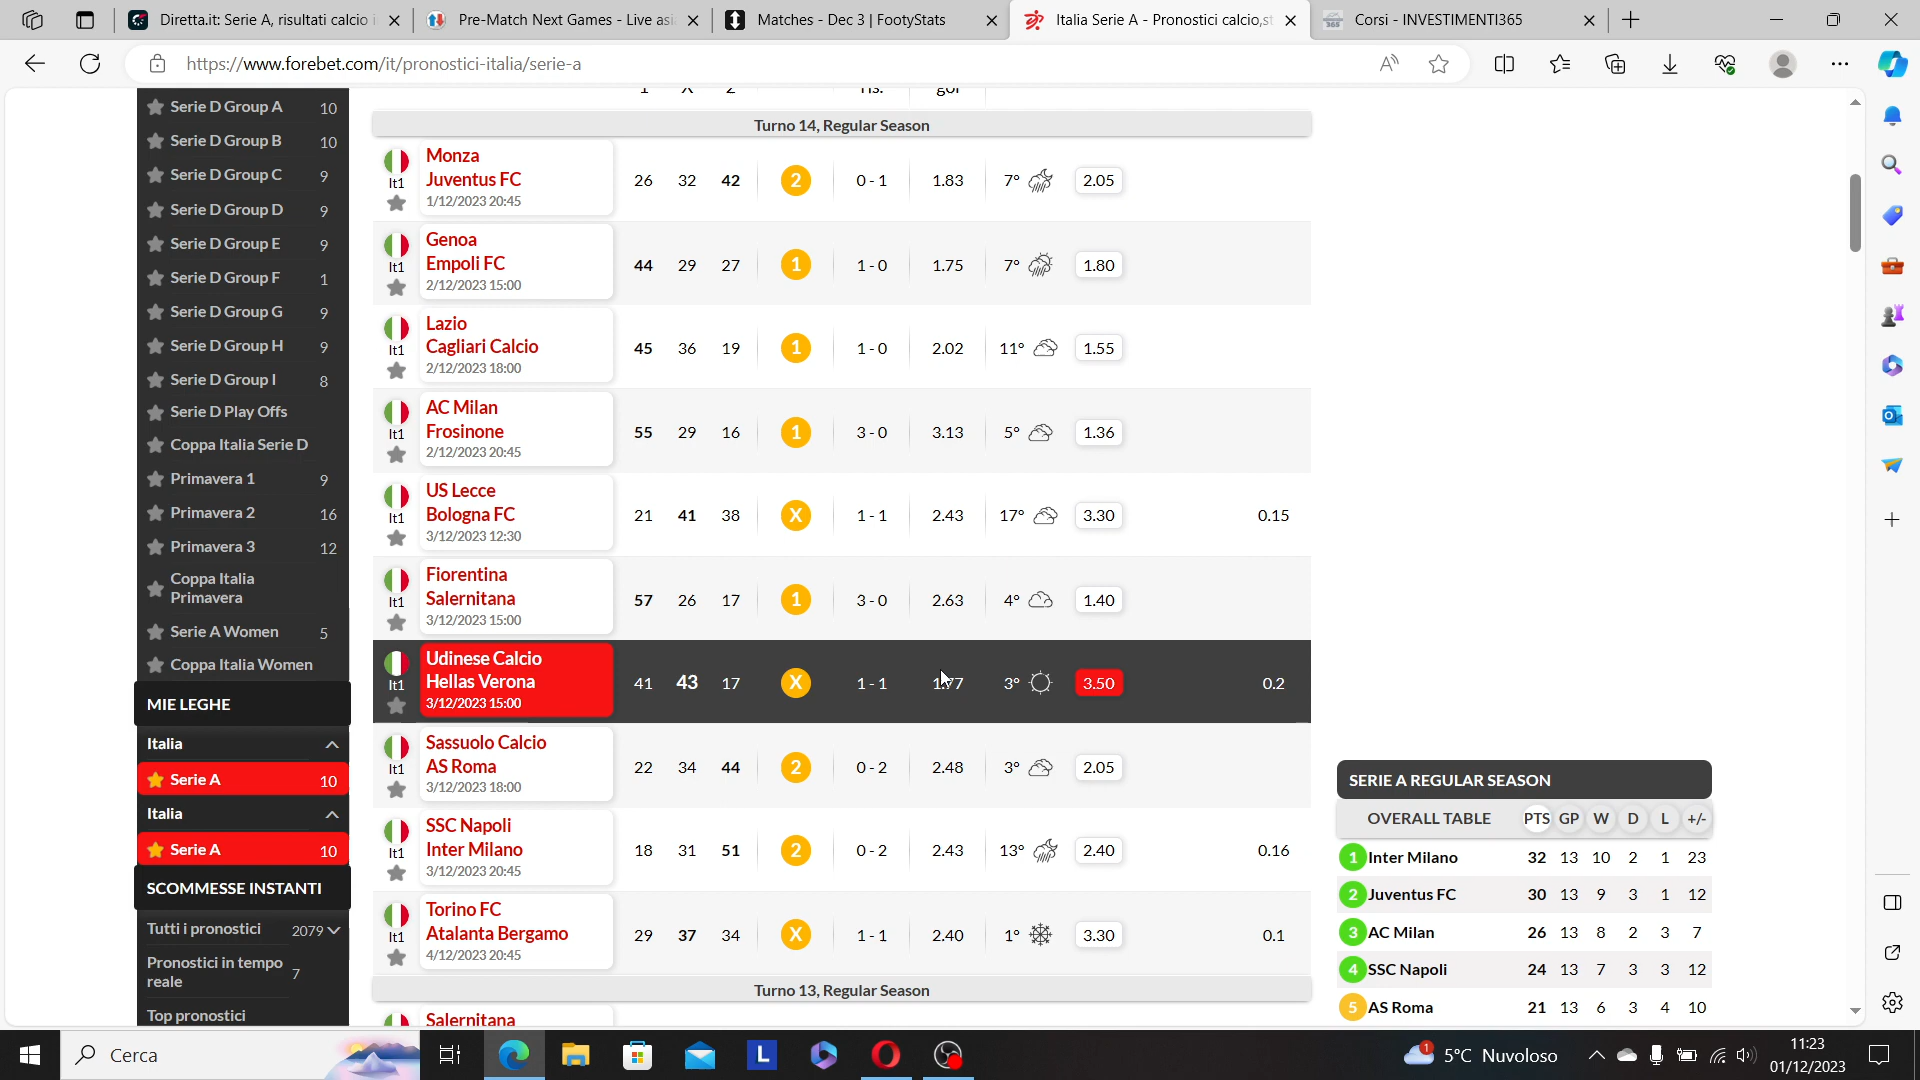 Diretta.it: Serie A, risultati calcio i
Pre-Match Next Games - Live asi
Matches - Dec 3 | FootyStats
Italia Serie A - Pronostici calcio,st
Corsi - INVESTIMENTI365
https://www.forebet.com/it/pronostici-italia/serie-a
Serie D Group A 10
Serie D Group B 10
Serie D Group C 9
Serie D Group D 9
Serie D Group E 9
Serie D Group F 1
Serie D Group G 9
Serie D Group H 9
Serie D Group I 8
Serie D Play Offs
Coppa Italia Serie D
Primavera 1 9
Primavera 2 16
Primavera 3 12
Coppa Italia
Primavera
Serie A Women 5
Coppa Italia Women
MIE LEGHE
Italia
Serie A 10
Italia
Serie A 10
SCOMMESSE INSTANTI
Tutti i pronostici 2079
Pronostici in tempo
reale 7
Top pronostici
Turno 14, Regular Season
Monza
Juventus FC
1/12/2023 20:45
It1 26 32 42 2 0 - 1 1.83 7° 2.05
Genoa
Empoli FC
2/12/2023 15:00
It1 44 29 27 1 1 - 0 1.75 7° 1.80
Lazio
Cagliari Calcio
2/12/2023 18:00
It1 45 36 19 1 1 - 0 2.02 11° 1.55
AC Milan
Frosinone
2/12/2023 20:45
It1 55 29 16 1 3 - 0 3.13 5° 1.36
US Lecce
Bologna FC
3/12/2023 12:30
It1 21 41 38 X 1 - 1 2.43 17° 3.30 0.15
Fiorentina
Salernitana
3/12/2023 15:00
It1 57 26 17 1 3 - 0 2.63 4° 1.40
Udinese Calcio
Hellas Verona
3/12/2023 15:00
It1 41 43 17 X 1 - 1 1.77 3° 3.50 0.2
Sassuolo Calcio
AS Roma
3/12/2023 18:00
It1 22 34 44 2 0 - 2 2.48 3° 2.05
SSC Napoli
Inter Milano
3/12/2023 20:45
It1 18 31 51 2 0 - 2 2.43 13° 2.40 0.16
Torino FC
Atalanta Bergamo
4/12/2023 20:45
It1 29 37 34 X 1 - 1 2.40 1° 3.30 0.1
Turno 13, Regular Season
Salernitana
SERIE A REGULAR SEASON
OVERALL TABLE PTS GP W D L +/-
1 Inter Milano 32 13 10 2 1 23
2 Juventus FC 30 13 9 3 1 12
3 AC Milan 26 13 8 2 3 7
4 SSC Napoli 24 13 7 3 3 12
5 AS Roma 21 13 6 3 4 10
Cerca
5°C Nuvoloso
11:23
01/12/2023